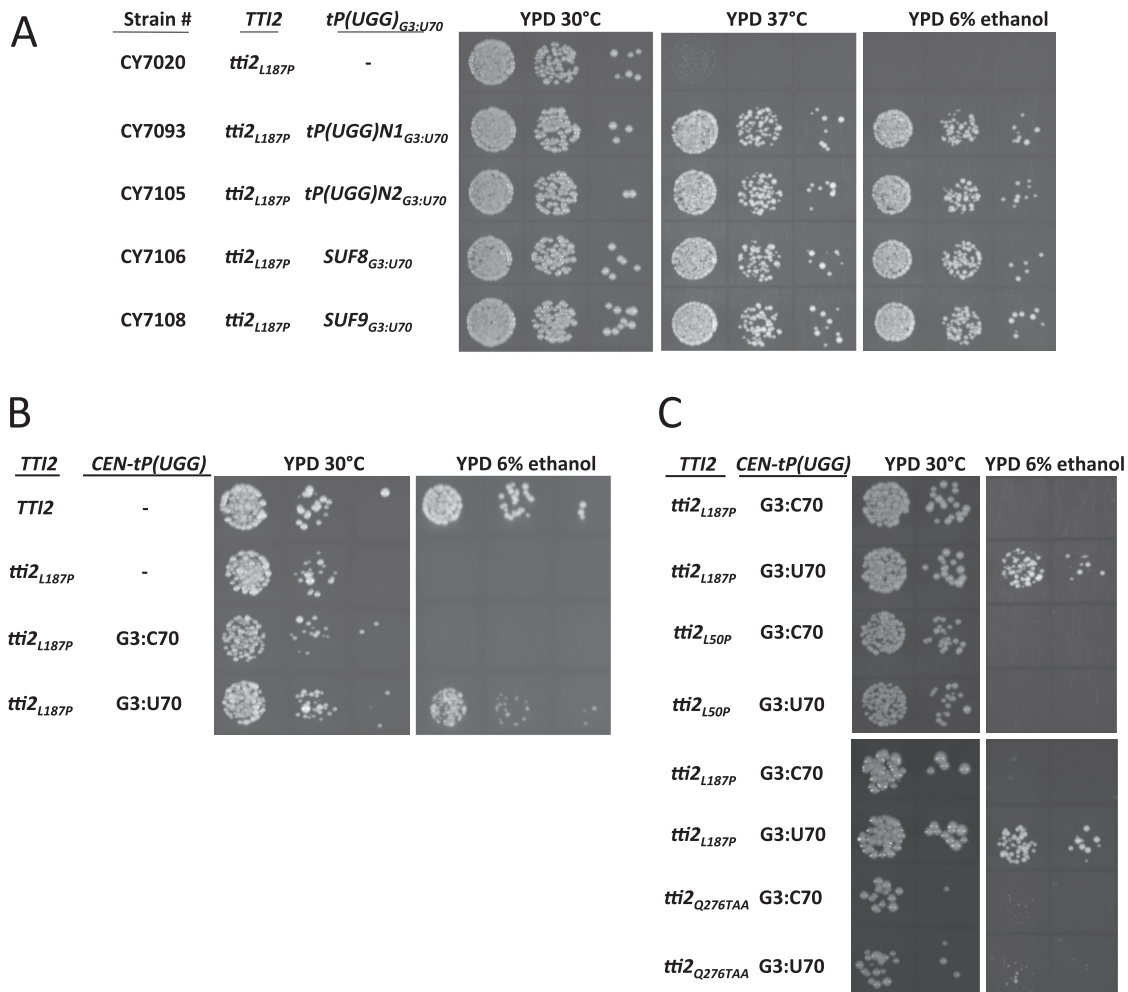 A
Strain # TTI2 tP(UGG)G3:U70 YPD 30°C YPD 37°C YPD 6% ethanol
CY7020 tti2L187P -
CY7093 tti2L187P tP(UGG)N1G3:U70
CY7105 tti2L187P tP(UGG)N2G3:U70
CY7106 tti2L187P SUF8G3:U70
CY7108 tti2L187P SUF9G3:U70
B
TTI2 CEN-tP(UGG) YPD 30°C YPD 6% ethanol
TTI2 -
tti2L187P -
tti2L187P G3:C70
tti2L187P G3:U70
C
TTI2 CEN-tP(UGG) YPD 30°C YPD 6% ethanol
tti2L187P G3:C70
tti2L187P G3:U70
tti2L50P G3:C70
tti2L50P G3:U70
tti2L187P G3:C70
tti2L187P G3:U70
tti2Q276TAA G3:C70
tti2Q276TAA G3:U70